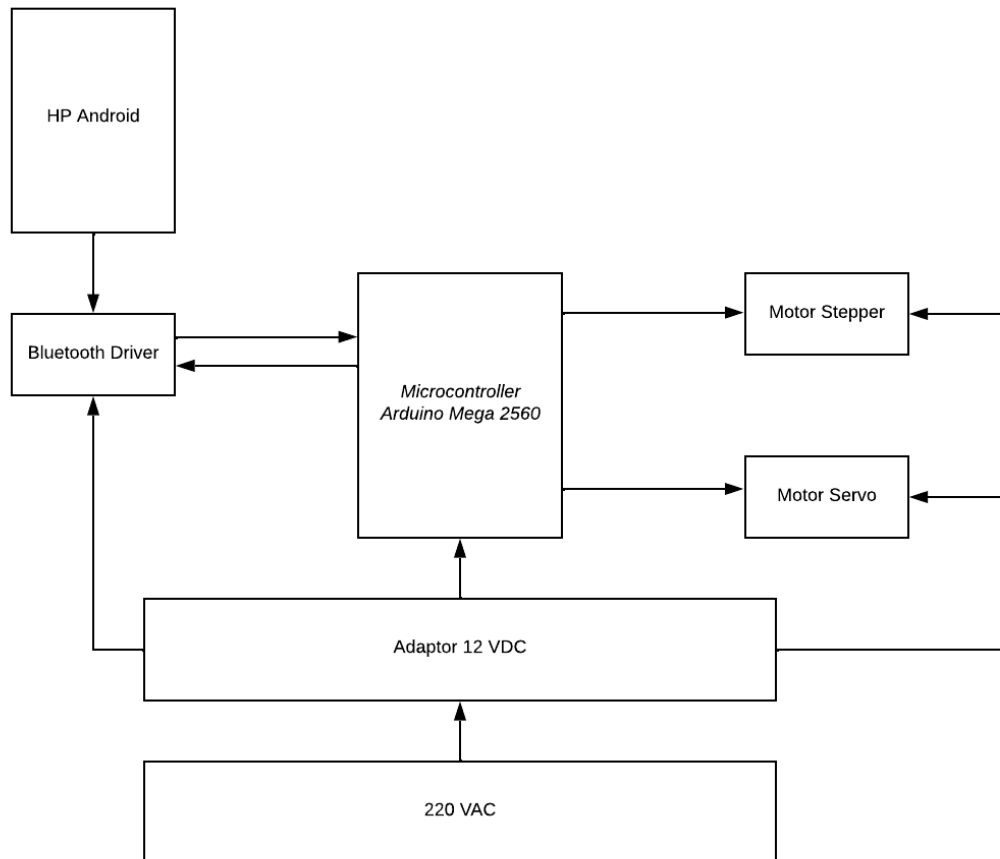 HP Android
Bluetooth Driver
Microcontroller
Arduino Mega 2560
Motor Stepper
Motor Servo
Adaptor 12 VDC
220 VAC